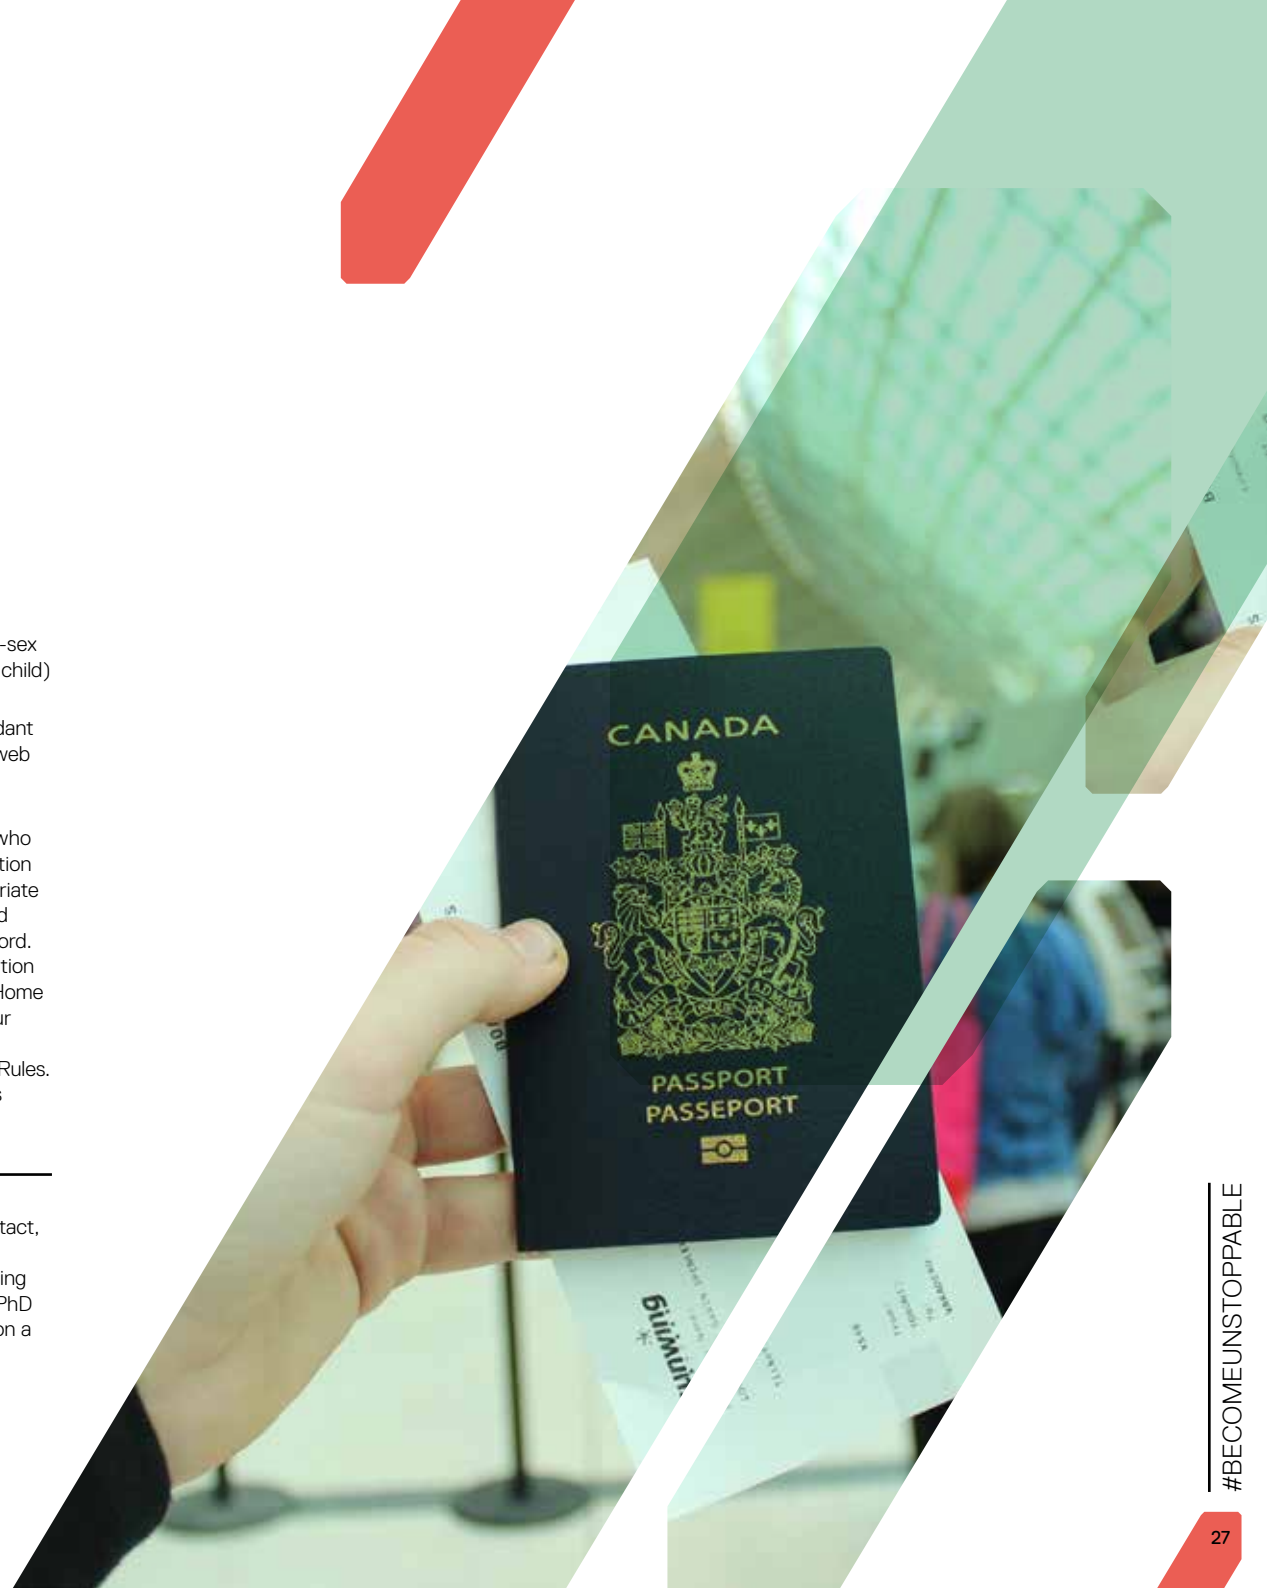 -sex
child)
dant
web
who
tion
riate
d
ord.
tion
Home
ur
Rules.
s
tact,
ing
PhD
on a
CANADA
PASSPORT
PASSEPORT
#BECOMEUNSTOPPABLE
27